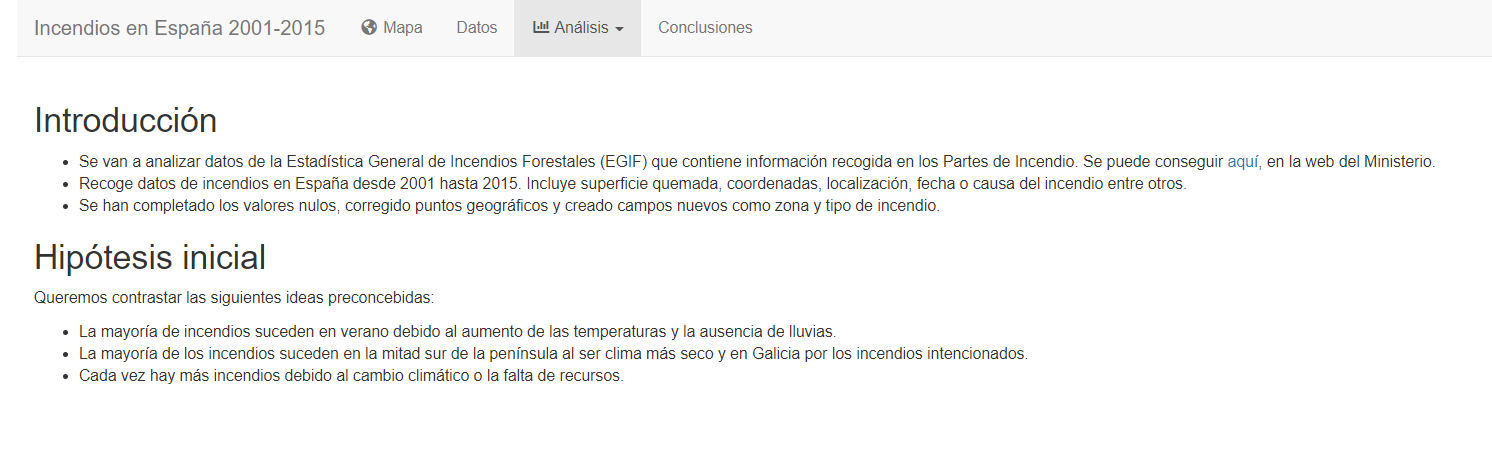 Incendios en España 2001-2015 Mapa Datos Análisis Conclusiones
Introducción
• Se van a analizar datos de la Estadística General de Incendios Forestales (EGIF) que contiene información recogida en los Partes de Incendio. Se puede conseguir aquí, en la web del Ministerio.
• Recoge datos de incendios en España desde 2001 hasta 2015. Incluye superficie quemada, coordenadas, localización, fecha o causa del incendio entre otros.
• Se han completado los valores nulos, corregido puntos geográficos y creado campos nuevos como zona y tipo de incendio.
Hipótesis inicial
Queremos contrastar las siguientes ideas preconcebidas:
• La mayoría de incendios suceden en verano debido al aumento de las temperaturas y la ausencia de lluvias.
• La mayoría de los incendios suceden en la mitad sur de la península al ser clima más seco y en Galicia por los incendios intencionados.
• Cada vez hay más incendios debido al cambio climático o la falta de recursos.